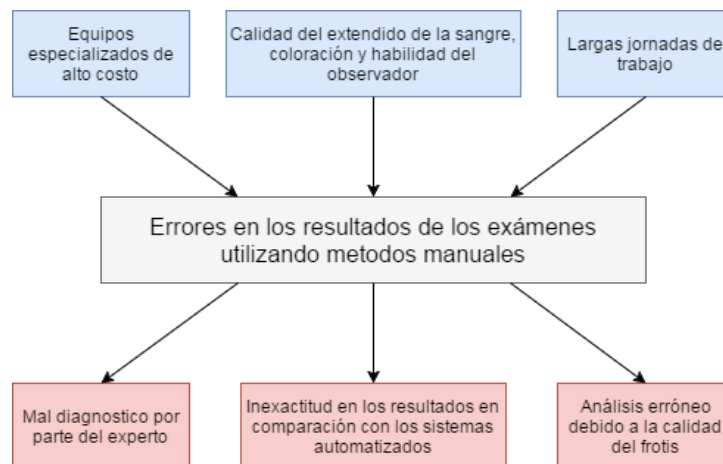 Equipos
especializados de
alto costo
Calidad del extendido de la sangre,
coloración y habilidad del
observador
Largas jornadas de
trabajo
Errores en los resultados de los exámenes
utilizando metodos manuales
Mal diagnostico por
parte del experto
Inexactitud en los resultados en
comparación con los sistemas
automatizados
Análisis erróneo
debido a la calidad
del frotis